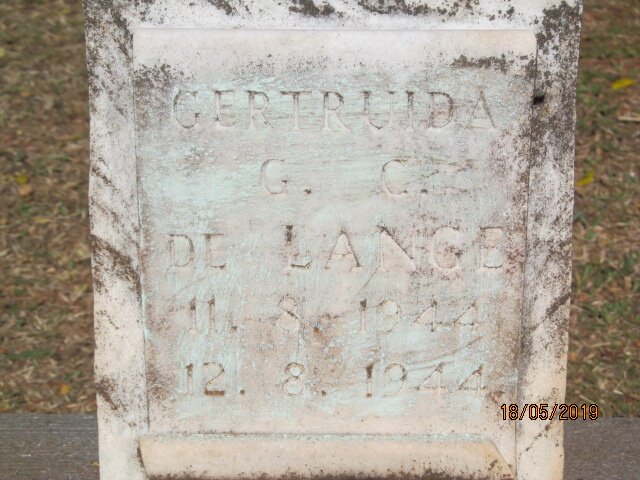 GERTRUIDA
G. C.
DE LANGE
11. 8. 1944
12. 8. 1944
18/05/2019